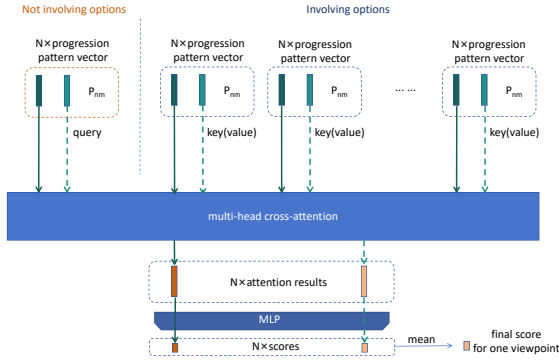 Not involving options
Involving options
N×progression
pattern vector
N×progression
pattern vector
N×progression
pattern vector
N×progression
pattern vector
Pnm
Pnm
Pnm
... ...
Pnm
query
key(value)
key(value)
key(value)
multi-head cross-attention
N×attention results
MLP
N×scores
mean
final score
for one viewpoint